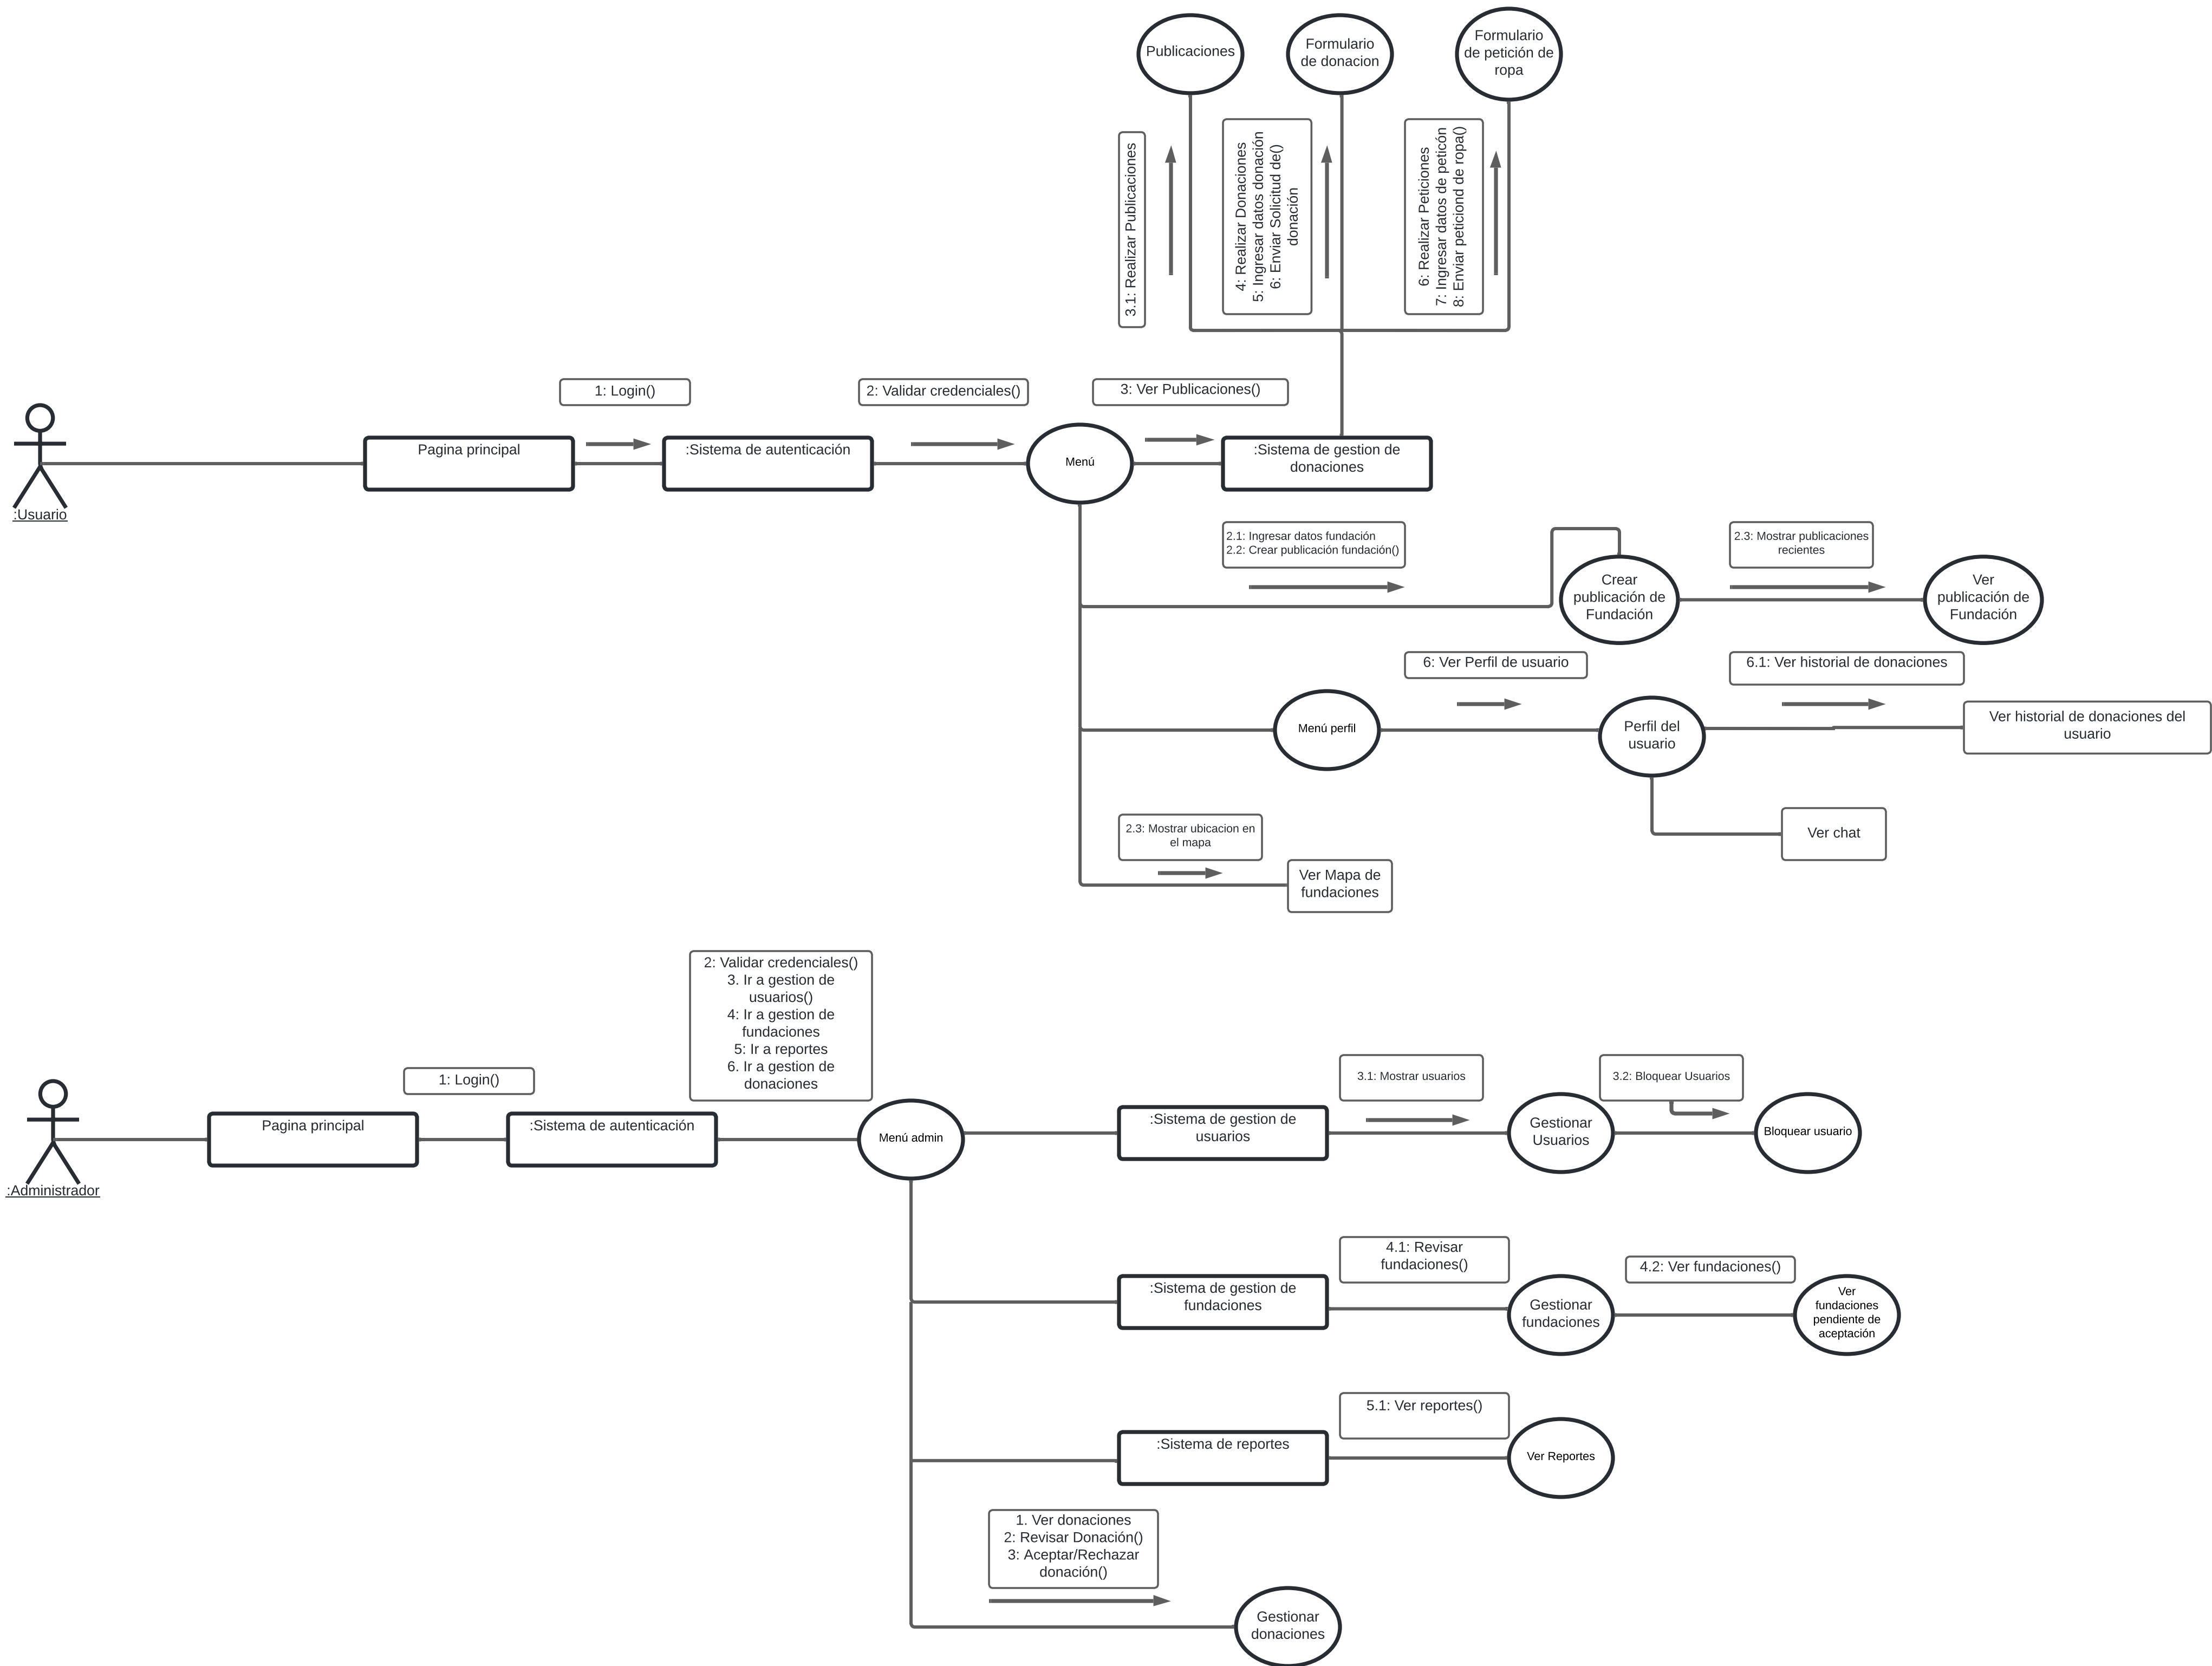 Publicaciones
Formulario
de donacion
Formulario
de petición de
ropa
3.1: Realizar Publicaciones
4: Realizar Donaciones
5: Ingresar datos donación
6: Enviar Solicitud de()
donación
6: Realizar Peticiones
7: Ingresar datos de peticón
8: Enviar peticiond de ropa()
1: Login()
2: Validar credenciales()
3: Ver Publicaciones()
:Usuario
Pagina principal
:Sistema de autenticación
Menú
:Sistema de gestion de
donaciones
2.1: Ingresar datos fundación
2.2: Crear publicación fundación()
Crear
publicación de
Fundación
2.3: Mostrar publicaciones
recientes
Ver
publicación de
Fundación
Menú perfil
6: Ver Perfil de usuario
Perfil del
usuario
6.1: Ver historial de donaciones
Ver historial de donaciones del
usuario
Ver chat
2.3: Mostrar ubicacion en
el mapa
Ver Mapa de
fundaciones
:Administrador
Pagina principal
1: Login()
:Sistema de autenticación
2: Validar credenciales()
3. Ir a gestion de
usuarios()
4: Ir a gestion de
fundaciones
5: Ir a reportes
6. Ir a gestion de
donaciones
Menú admin
:Sistema de gestion de
usuarios
3.1: Mostrar usuarios
Gestionar
Usuarios
3.2: Bloquear Usuarios
Bloquear usuario
:Sistema de gestion de
fundaciones
4.1: Revisar
fundaciones()
Gestionar
fundaciones
4.2: Ver fundaciones()
Ver
fundaciones
pendiente de
aceptación
:Sistema de reportes
5.1: Ver reportes()
Ver Reportes
1. Ver donaciones
2: Revisar Donación()
3: Aceptar/Rechazar
donación()
Gestionar
donaciones